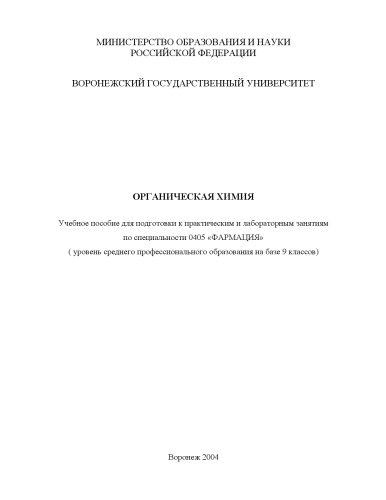 МИНИСТЕРСТВО ОБРАЗОВАНИЯ И НАУКИ
РОССИЙСКОЙ ФЕДЕРАЦИИ
ВОРОНЕЖСКИЙ ГОСУДАРСТВЕННЫЙ УНИВЕРСИТЕТ
ОРГАНИЧЕСКАЯ ХИМИЯ
Учебное пособие для подготовки к практическим и лабораторным занятиям
по специальности 0405 «ФАРМАЦИЯ»
( уровень среднего профессионального образования на базе 9 классов)
Воронеж 2004